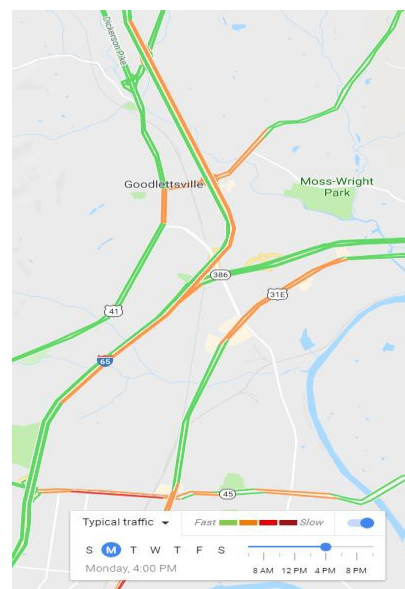 Dickerson Pike
Goodlettsville
Moss-Wright
Park
386
31E
41
65
45
Typical traffic
Fast Slow
S M T W T F S
Monday, 4:00 PM
8 AM 12 PM 4 PM 8 PM